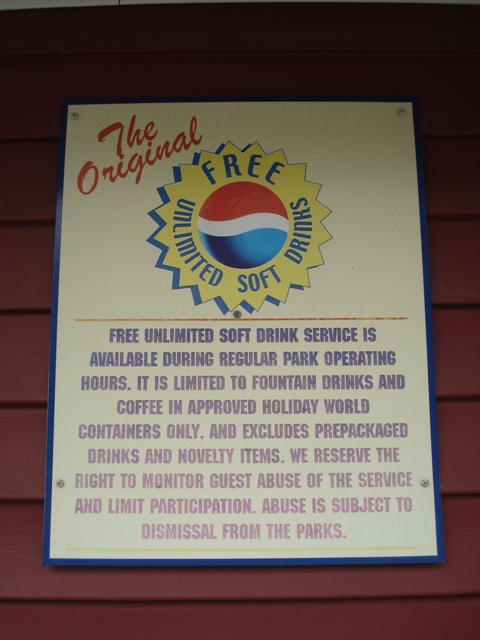 The
Original
FREE
UNLIMITED SOFT DRINKS
FREE UNLIMITED SOFT DRINK SERVICE IS
AVAILABLE DURING REGULAR PARK OPERATING
HOURS. IT IS LIMITED TO FOUNTAIN DRINKS AND
COFFEE IN APPROVED HOLIDAY WORLD
CONTAINERS ONLY, AND EXCLUDES PREPACKAGED
DRINKS AND NOVELTY ITEMS. WE RESERVE THE
RIGHT TO MONITOR GUEST ABUSE OF THE SERVICE
AND LIMIT PARTICIPATION. ABUSE IS SUBJECT TO
DISMISSAL FROM THE PARKS.